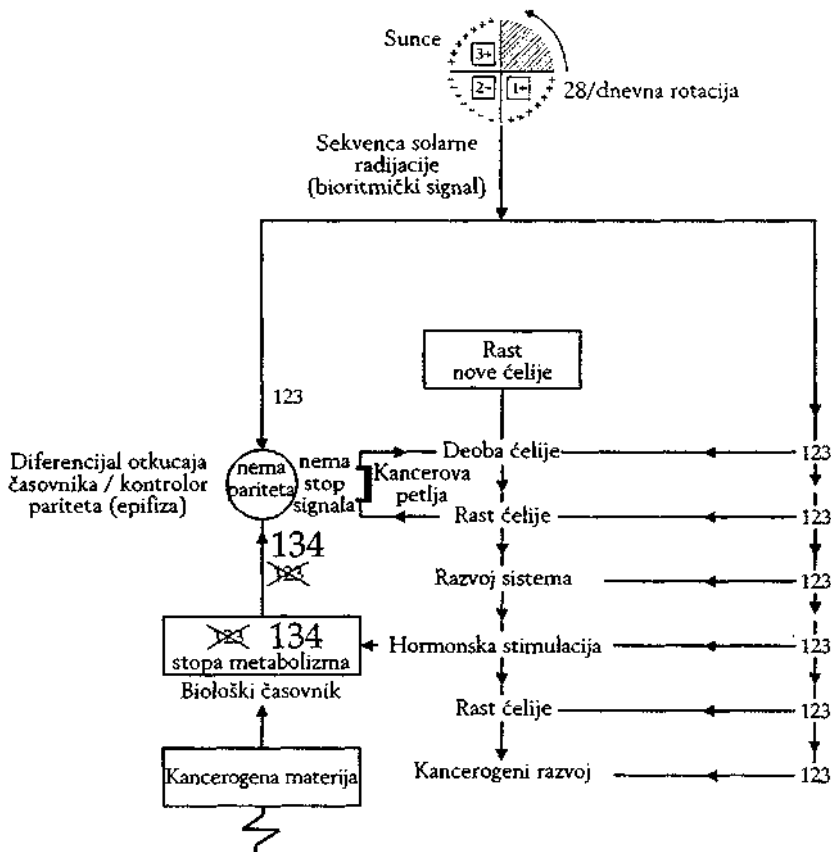 Sunce
3+
2-
1+
28/dnevna rotacija
Sekvenca solarne
radijacije
(bioritmički signal)
Rast
nove ćelije
123
Diferencijal otkucaja
časovnika / kontrolor
pariteta (epifiza)
nema
pariteta
nema
stop
signala
Kancerova
petlja
Deoba ćelije
123
Rast ćelije
123
134
123
Razvoj sistema
123
123 134
stopa metabolizma
Hormonska stimulacija
123
Biološki časovnik
Rast ćelije
123
Kancerogena materija
Kancerogeni razvoj
123